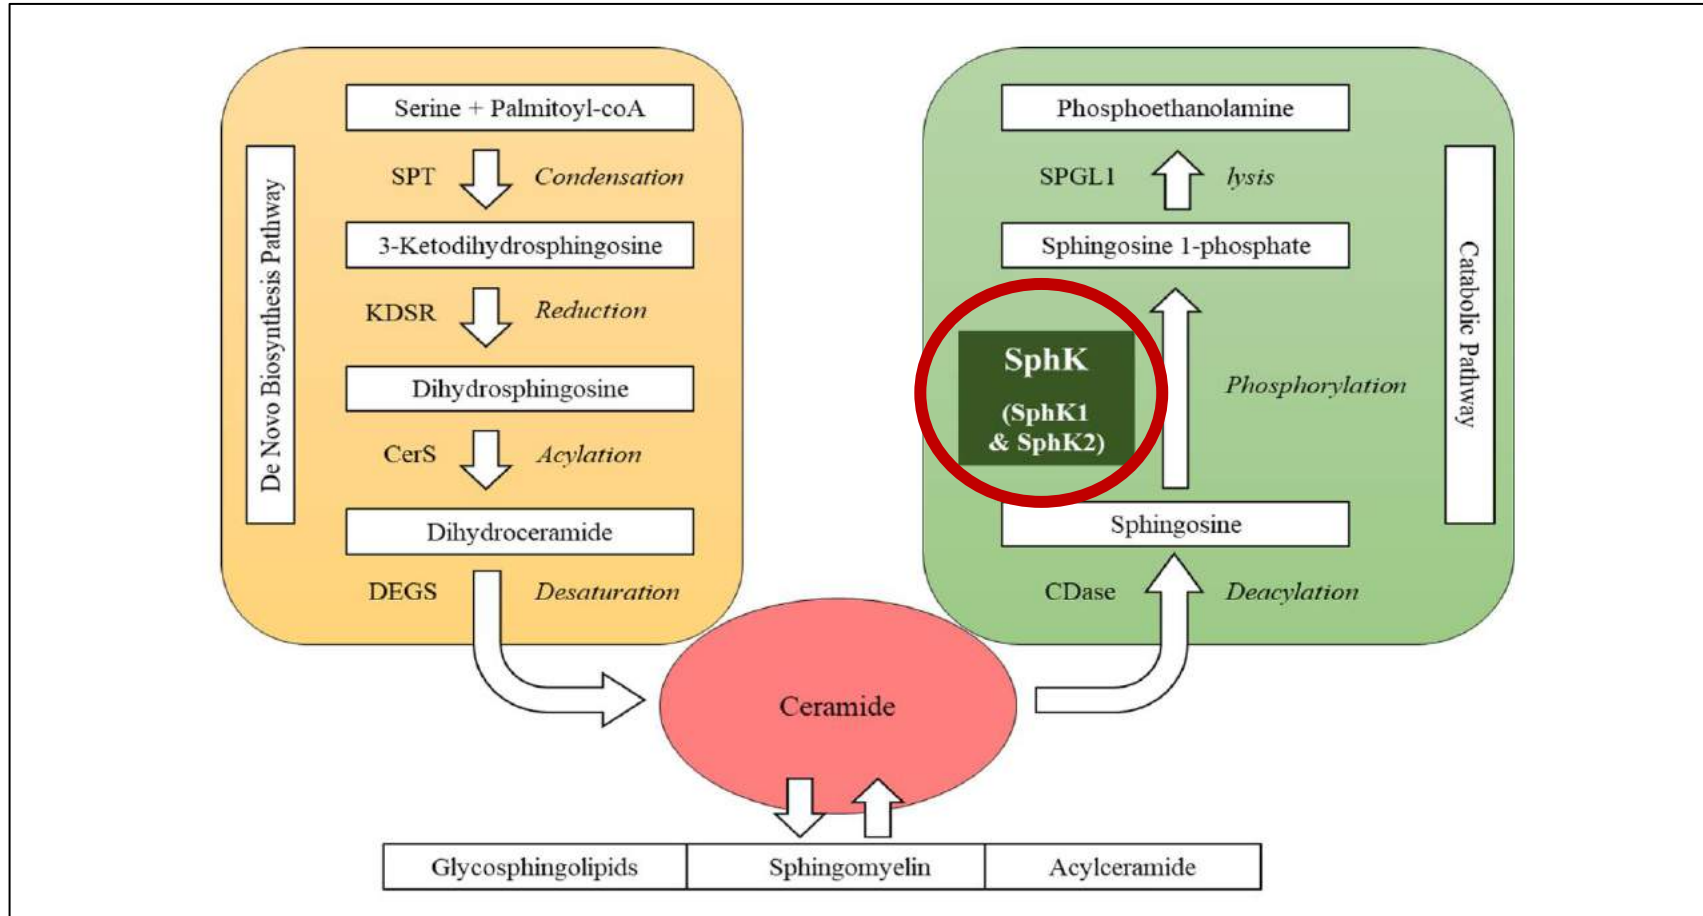 De Novo Biosynthesis Pathway
Serine + Palmitoyl-coA
SPT
Condensation
3-Ketodihydrosphingosine
KDSR
Reduction
Dihydrosphingosine
CerS
Acylation
Dihydroceramide
DEGS
Desaturation
Ceramide
Glycosphingolipids
Sphingomyelin
Acylceramide
Phosphoethanolamine
SPGL1
lysis
Sphingosine 1-phosphate
SphK
(SphK1
& SphK2)
Phosphorylation
Sphingosine
CDase
Deacylation
Catabolic Pathway